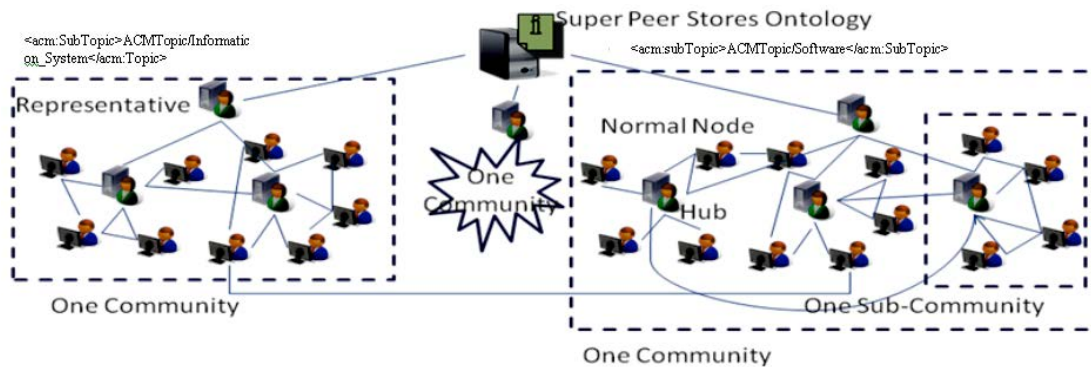 Super Peer Stores Ontology
<acm:SubTopic>ACMTopic/Informati
on_System</acm:Topic>
<acm:subTopic>ACMTopic/Software</acm:SubTopic>
Representative
Normal Node
One
Community
Hub
One Community
One Sub-Community
One Community